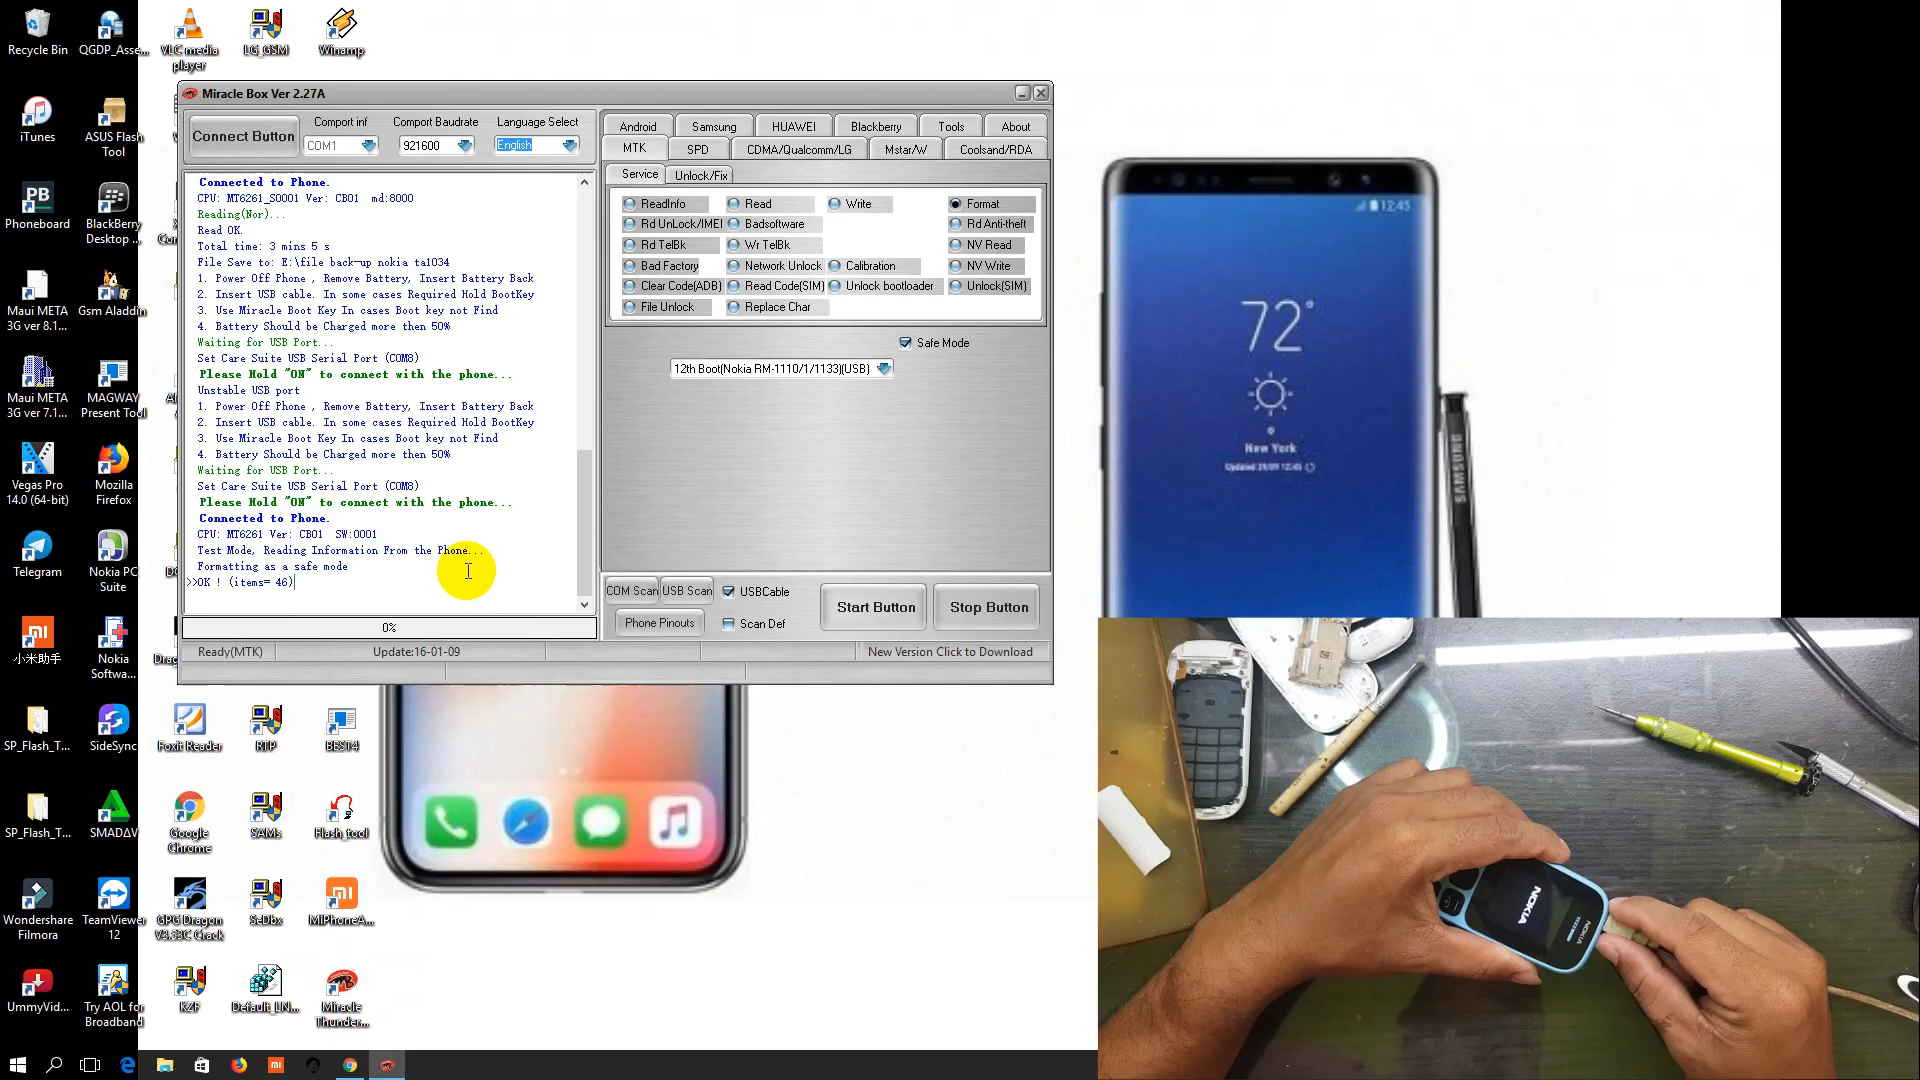 Recycle Bin
QGDP_Asse...
VLC media
player
LG_GSM
Winamp
iTunes
ASUS Flash
Tool
Phoneboard
BlackBerry
Desktop ...
Maui META
3G ver 8.1...
Gsm Aladdin
Maui META
3G ver 7.1...
MAGWAY
Present Tool
Vegas Pro
14.0 (64-bit)
Mozilla
Firefox
Telegram
Nokia PC
Suite
小米助手
Nokia
Softwa...
SP_Flash_T...
SideSync
Foxit Reader
RTP
BEST4
SP_Flash_T...
SMADΔV
Google
Chrome
SAMs
Flash_tool
Wondershare
Filmora
TeamViewer
12
GPG Dragon
V3.53C Crack
SeDbx
MiPhoneA...
UmmyVid...
Try AOL for
Broadband
KZF
Default_LN...
Miracle
Thunder...
Miracle Box Ver 2.27A
Connect Button
Comport inf
COM1
Comport Baudrate
921600
Language Select
English
Connected to Phone.
CPU: MT6261_S0001 Ver: CB01 md:8000
Reading(Nor)...
Read OK.
Total time: 3 mins 5 s
File Save to: E:\file back-up nokia ta1034
1. Power Off Phone , Remove Battery, Insert Battery Back
2. Insert USB cable. In some cases Required Hold BootKey
3. Use Miracle Boot Key In cases Boot key not Find
4. Battery Should be Charged more then 50%
Waiting for USB Port...
Set Care Suite USB Serial Port (COM8)
Please Hold "ON" to connect with the phone...
Unstable USB port
1. Power Off Phone , Remove Battery, Insert Battery Back
2. Insert USB cable. In some cases Required Hold BootKey
3. Use Miracle Boot Key In cases Boot key not Find
4. Battery Should be Charged more then 50%
Waiting for USB Port...
Set Care Suite USB Serial Port (COM8)
Please Hold "ON" to connect with the phone...
Connected to Phone.
CPU: MT6261 Ver: CB01 SW:0001
Test Mode, Reading Information From the Phone...
Formatting as a safe mode
>>OK ! (items= 46)
0%
Ready(MTK)
Update:16-01-09
New Version Click to Download
Android
Samsung
HUAWEI
Blackberry
Tools
About
MTK
SPD
CDMA/Qualcomm/LG
Mstar/W
Coolsand/RDA
Service
Unlock/Fix
ReadInfo
Read
Write
Format
Rd UnLock/IMEI
Badsoftware
Rd Anti-theft
Rd TelBk
Wr TelBk
NV Read
Bad Factory
Network Unlock
Calibration
NV Write
Clear Code(ADB)
Read Code(SIM)
Unlock bootloader
Unlock(SIM)
File Unlock
Replace Char
Safe Mode
12th Boot(Nokia RM-1110/1/1133)(USB)
COM Scan
USB Scan
USBCable
Start Button
Stop Button
Phone Pinouts
Scan Def
12:45
72°
New York
Updated 29/09 12:45
SAMSUNG
NOKIA
NOKIA